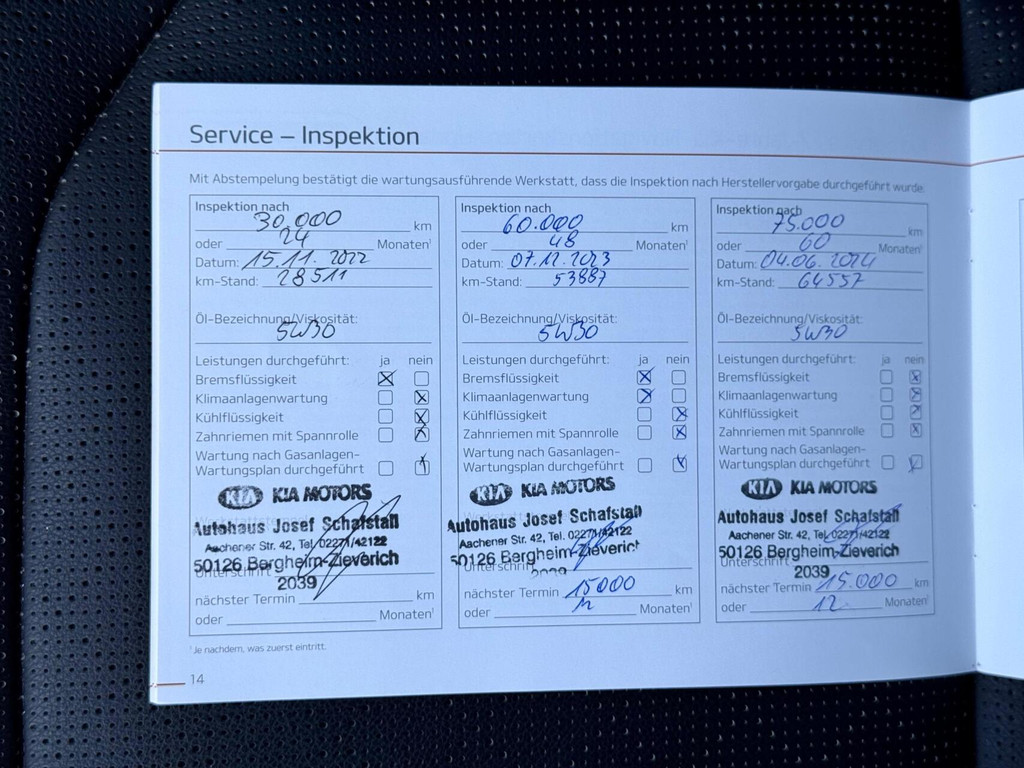 Service – Inspektion
Mit Abstempelung bestätigt die wartungsausführende Werkstatt, dass die Inspektion nach Herstellervorgabe durchgeführt wurde.
Inspektion nach
30.000 km
oder 24 Monaten¹
Datum: 15.11.2022
km-Stand: 28511
Öl-Bezeichnung/Viskosität:
5W30
Leistungen durchgeführt: ja nein
Bremsflüssigkeit
Klimaanlagenwartung
Kühlflüssigkeit
Zahnriemen mit Spannrolle
Wartung nach Gasanlagen-
Wartungsplan durchgeführt
KIA KIA MOTORS
Autohaus Josef Schafstall
Aachener Str. 42, Tel. 02271/42122
50126 Bergheim-Zieverich
Unterschrift
2039
nächster Termin km
oder Monaten¹
Inspektion nach
60.000 km
oder 48 Monaten¹
Datum: 07.12.2023
km-Stand: 53887
Öl-Bezeichnung/Viskosität:
5W30
Leistungen durchgeführt: ja nein
Bremsflüssigkeit
Klimaanlagenwartung
Kühlflüssigkeit
Zahnriemen mit Spannrolle
Wartung nach Gasanlagen-
Wartungsplan durchgeführt
KIA KIA MOTORS
Autohaus Josef Schafstall
Aachener Str. 42, Tel. 02271/42122
50126 Bergheim-Zieverich
Unterschrift
2039
nächster Termin 15000 km
oder 12 Monaten¹
Inspektion nach
75.000 km
oder 60 Monaten¹
Datum: 04.06.2024
km-Stand: 64557
Öl-Bezeichnung/Viskosität:
5W30
Leistungen durchgeführt: ja nein
Bremsflüssigkeit
Klimaanlagenwartung
Kühlflüssigkeit
Zahnriemen mit Spannrolle
Wartung nach Gasanlagen-
Wartungsplan durchgeführt
KIA KIA MOTORS
Autohaus Josef Schafstall
Aachener Str. 42, Tel. 02271/42122
50126 Bergheim-Zieverich
Unterschrift
2039
nächster Termin 15.000 km
oder 12 Monaten¹
¹Je nachdem, was zuerst eintritt.
14